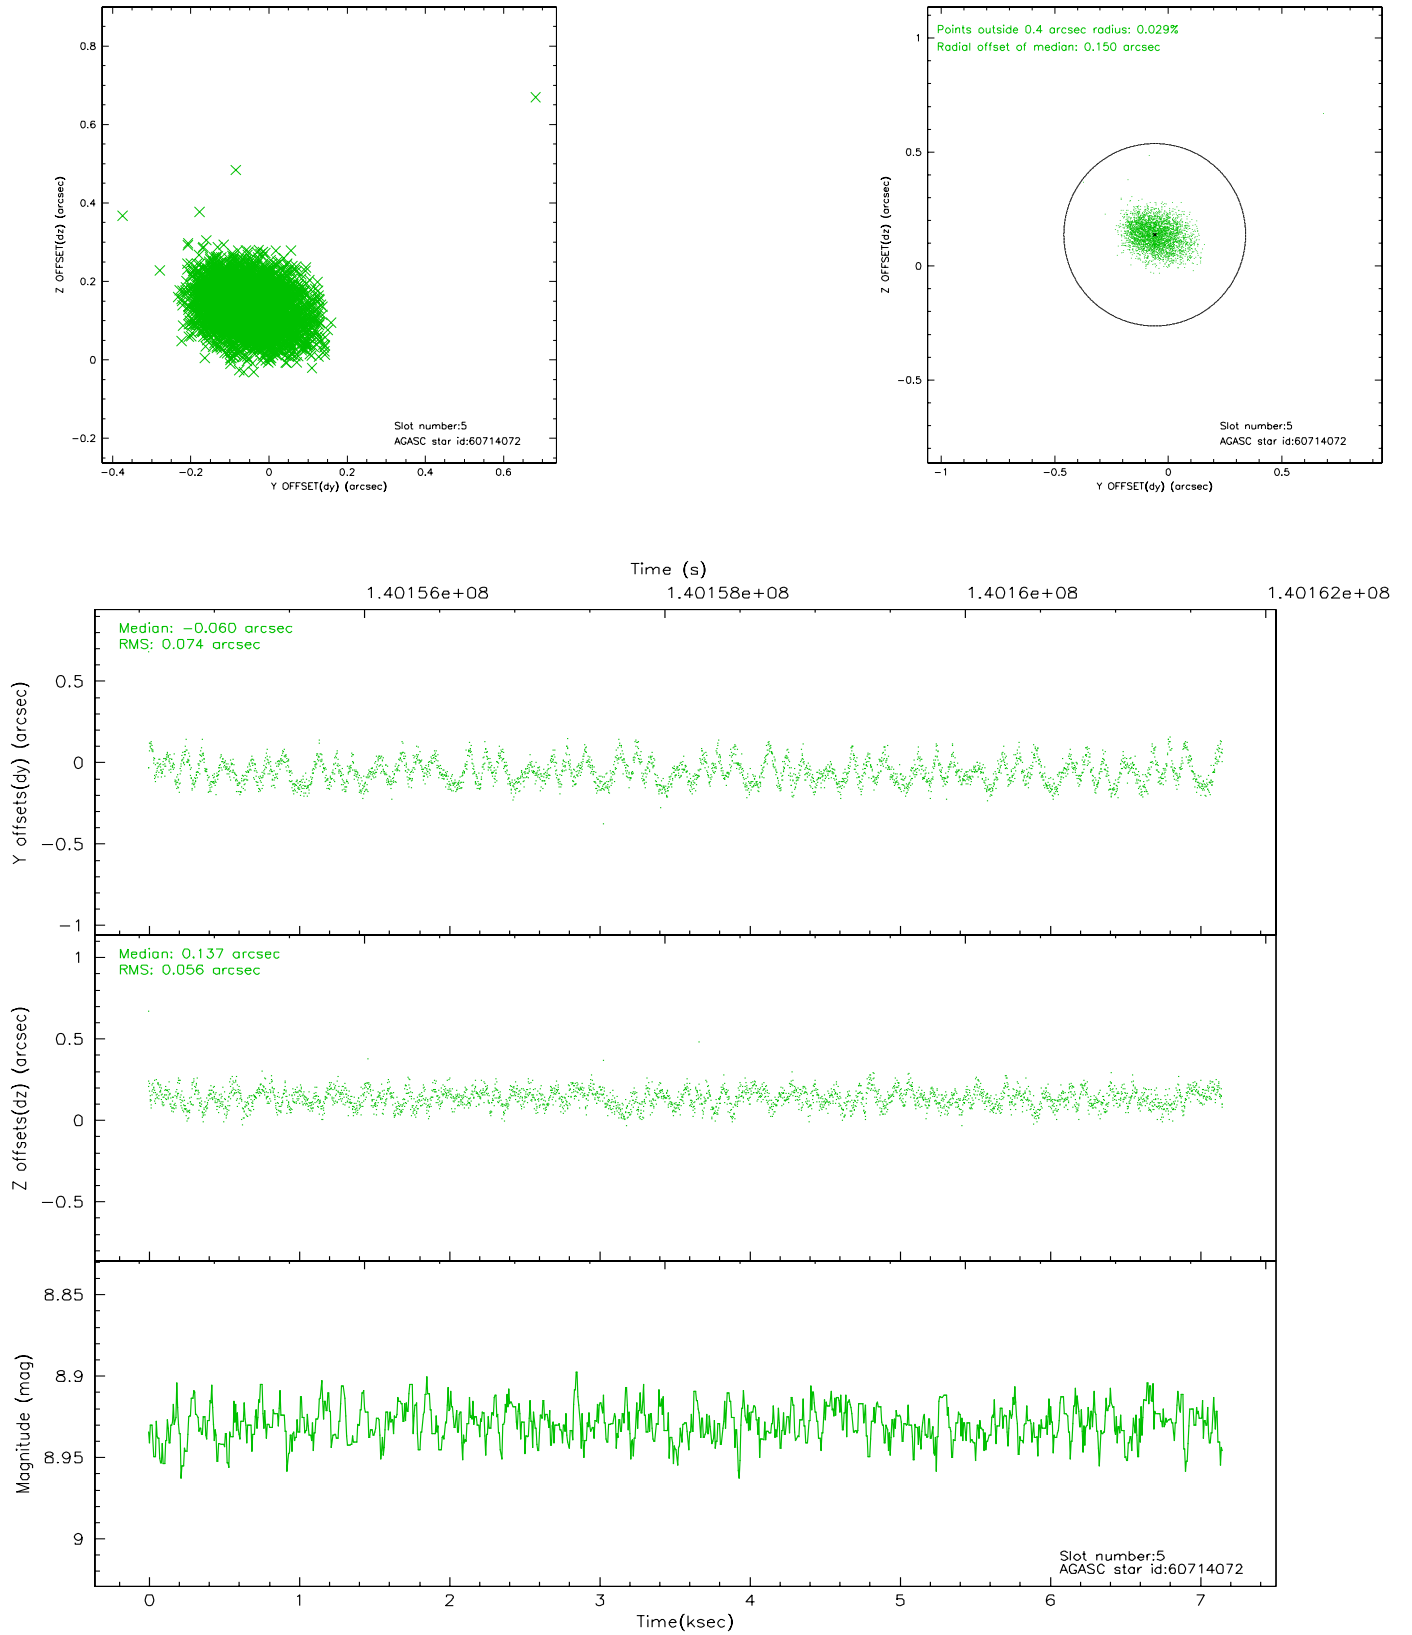 0.8
0.6
0.4
0.2
0
−0.2
−0.4
−0.2
0
0.2
0.4
0.6
Z OFFSET(dz) (arcsec)
Y OFFSET(dy) (arcsec)
Slot number:5
AGASC star id:60714072
Points outside 0.4 arcsec radius: 0.029%
Radial offset of median: 0.150 arcsec
1
0.5
0
−0.5
−1
−0.5
0
0.5
Z OFFSET(dz) (arcsec)
Y OFFSET(dy) (arcsec)
Slot number:5
AGASC star id:60714072
Time (s)
1.40156e+08
1.40158e+08
1.4016e+08
1.40162e+08
Median: −0.060 arcsec
RMS: 0.074 arcsec
0.5
0
−0.5
−1
Y offsets(dy) (arcsec)
Median: 0.137 arcsec
RMS: 0.056 arcsec
1
0.5
0
−0.5
Z offsets(dz) (arcsec)
8.85
8.9
8.95
9
Magnitude (mag)
Slot number:5
AGASC star id:60714072
0
1
2
3
4
5
6
7
Time(ksec)